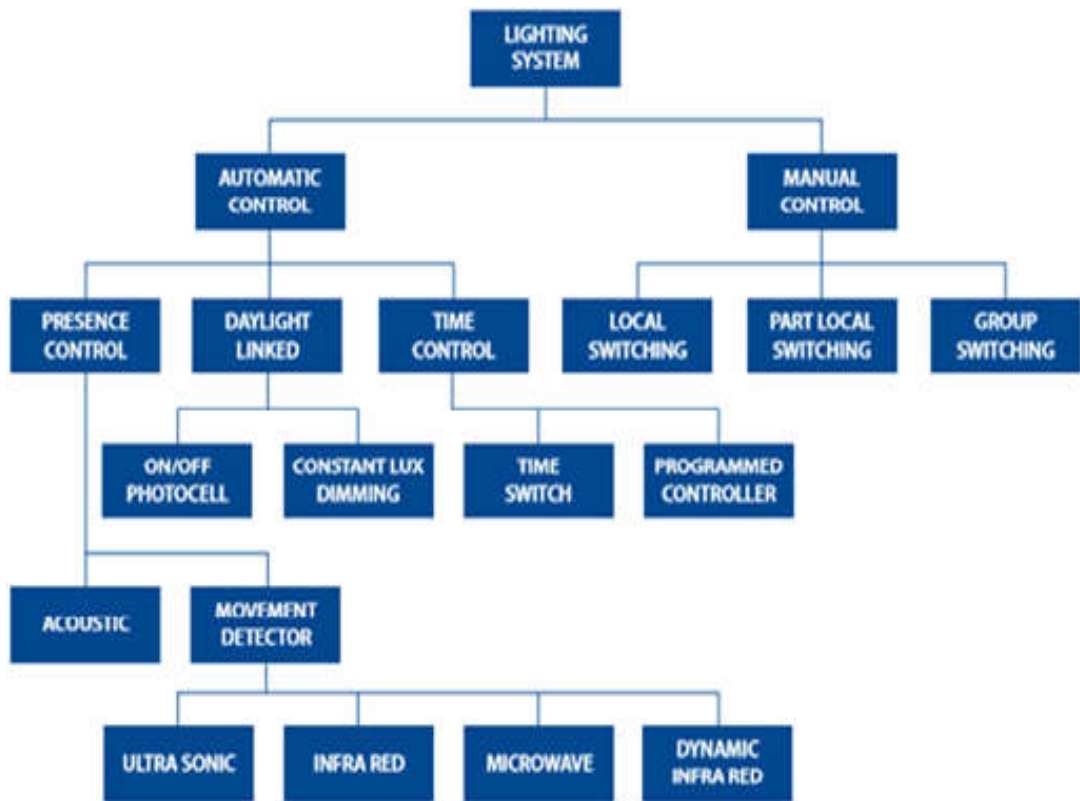 LIGHTING
SYSTEM
AUTOMATIC
CONTROL
MANUAL
CONTROL
PRESENCE
CONTROL
DAYLIGHT
LINKED
TIME
CONTROL
LOCAL
SWITCHING
PART LOCAL
SWITCHING
GROUP
SWITCHING
ON/OFF
PHOTOCELL
CONSTANT LUX
DIMMING
TIME
SWITCH
PROGRAMMED
CONTROLLER
ACOUSTIC
MOVEMENT
DETECTOR
ULTRA SONIC
INFRA RED
MICROWAVE
DYNAMIC
INFRA RED